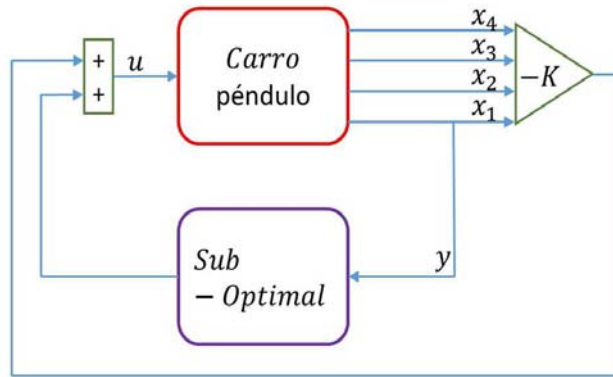 +
+
u
Carro
péndulo
x₄
x₃
x₂
x₁
−K
Sub
− Optimal
y